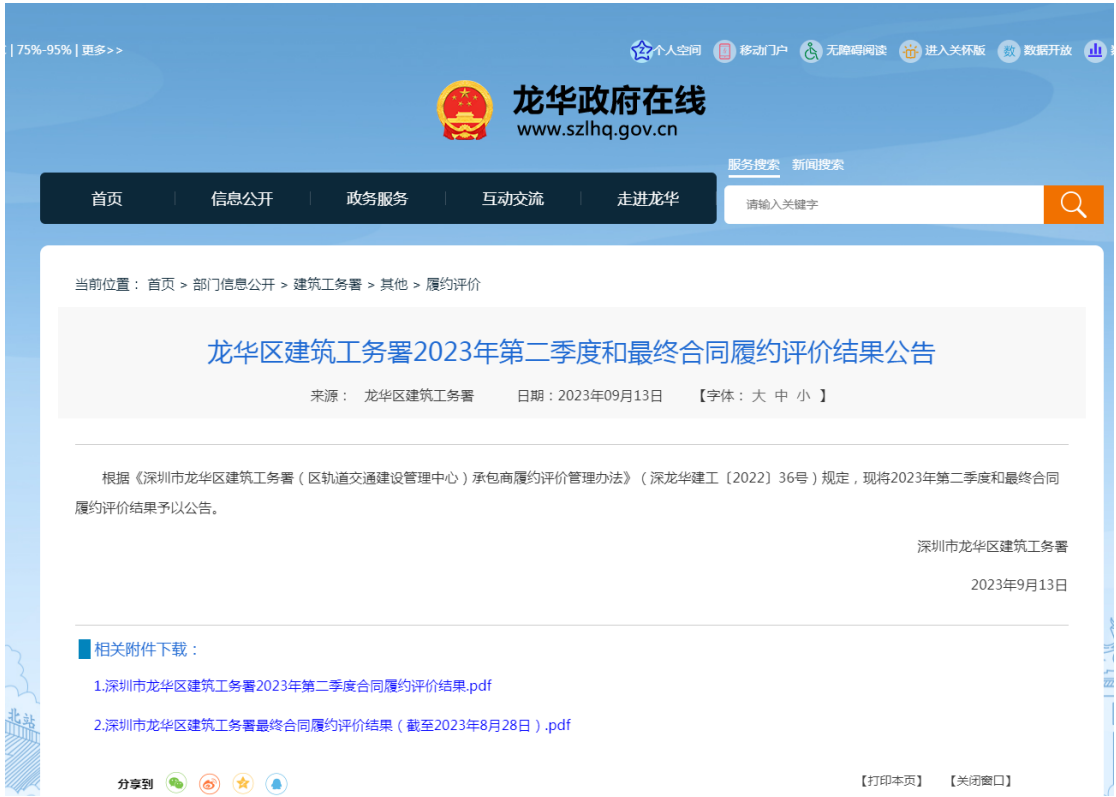 | 75%-95% | 更多>>
个人空间 移动门户 无障碍阅读 进入关怀版 数 数据开放
龙华政府在线
www.szlhq.gov.cn
服务搜索 新闻搜索
首页 信息公开 政务服务 互动交流 走进龙华
请输入关键字
当前位置： 首页 > 部门信息公开 > 建筑工务署 > 其他 > 履约评价
龙华区建筑工务署2023年第二季度和最终合同履约评价结果公告
来源： 龙华区建筑工务署 日期：2023年09月13日 【字体：大 中 小 】
根据《深圳市龙华区建筑工务署（区轨道交通建设管理中心）承包商履约评价管理办法》（深龙华建工〔2022〕36号）规定，现将2023年第二季度和最终合同
履约评价结果予以公告。
深圳市龙华区建筑工务署
2023年9月13日
相关附件下载：
1.深圳市龙华区建筑工务署2023年第二季度合同履约评价结果.pdf
2.深圳市龙华区建筑工务署最终合同履约评价结果（截至2023年8月28日）.pdf
北站
分享到 【打印本页】 【关闭窗口】